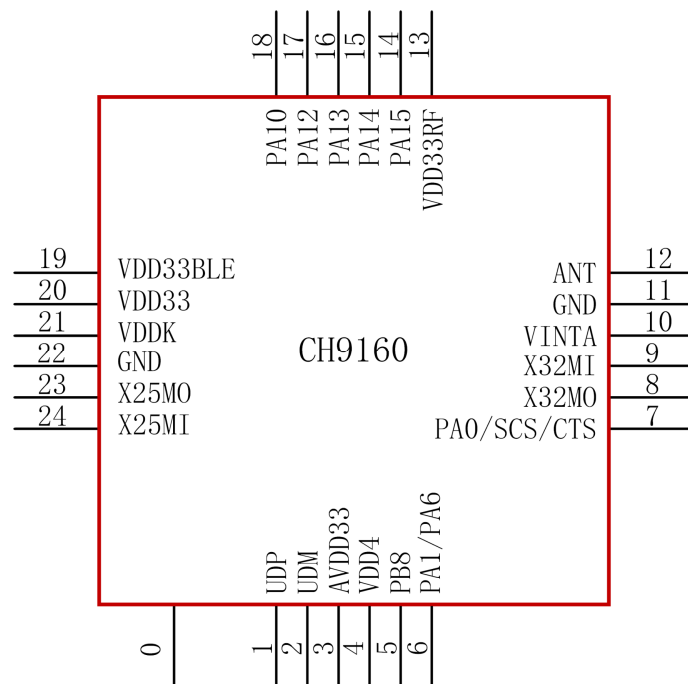 18 17 16 15 14 13
PA10 PA12 PA13 PA14 PA15 VDD33RF
19 VDD33BLE
20 VDD33
21 VDDK
22 GND
23 X25MO
24 X25MI
CH9160
ANT 12
GND 11
VINTA 10
X32MI 9
X32MO 8
PA0/SCS/CTS 7
UDP UDM AVDD33 VDD4 PB8 PA1/PA6
0 1 2 3 4 5 6